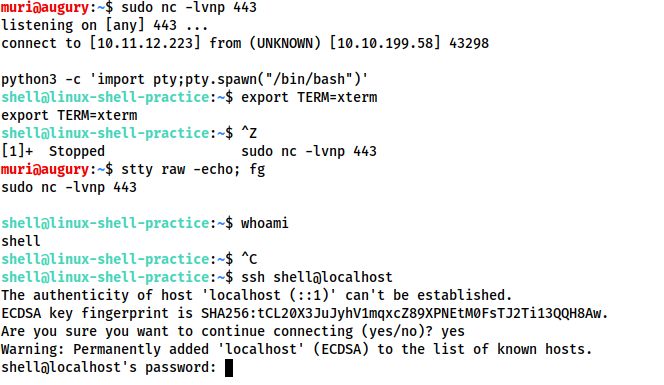 muri@augury:~$ sudo nc -lvnp 443
listening on [any] 443 ...
connect to [10.11.12.223] from (UNKNOWN) [10.10.199.58] 43298
python3 -c 'import pty;pty.spawn("/bin/bash")'
shell@linux-shell-practice:~$ export TERM=xterm
export TERM=xterm
shell@linux-shell-practice:~$ ^Z
[1]+  Stopped                 sudo nc -lvnp 443
muri@augury:~$ stty raw -echo; fg
sudo nc -lvnp 443
shell@linux-shell-practice:~$ whoami
shell
shell@linux-shell-practice:~$ ^C
shell@linux-shell-practice:~$ ssh shell@localhost
The authenticity of host 'localhost (::1)' can't be established.
ECDSA key fingerprint is SHA256:tCL20X3JuJyhV1mqxcZ89XPNEtM0FsTJ2Ti13QQH8Aw.
Are you sure you want to continue connecting (yes/no)? yes
Warning: Permanently added 'localhost' (ECDSA) to the list of known hosts.
shell@localhost's password: